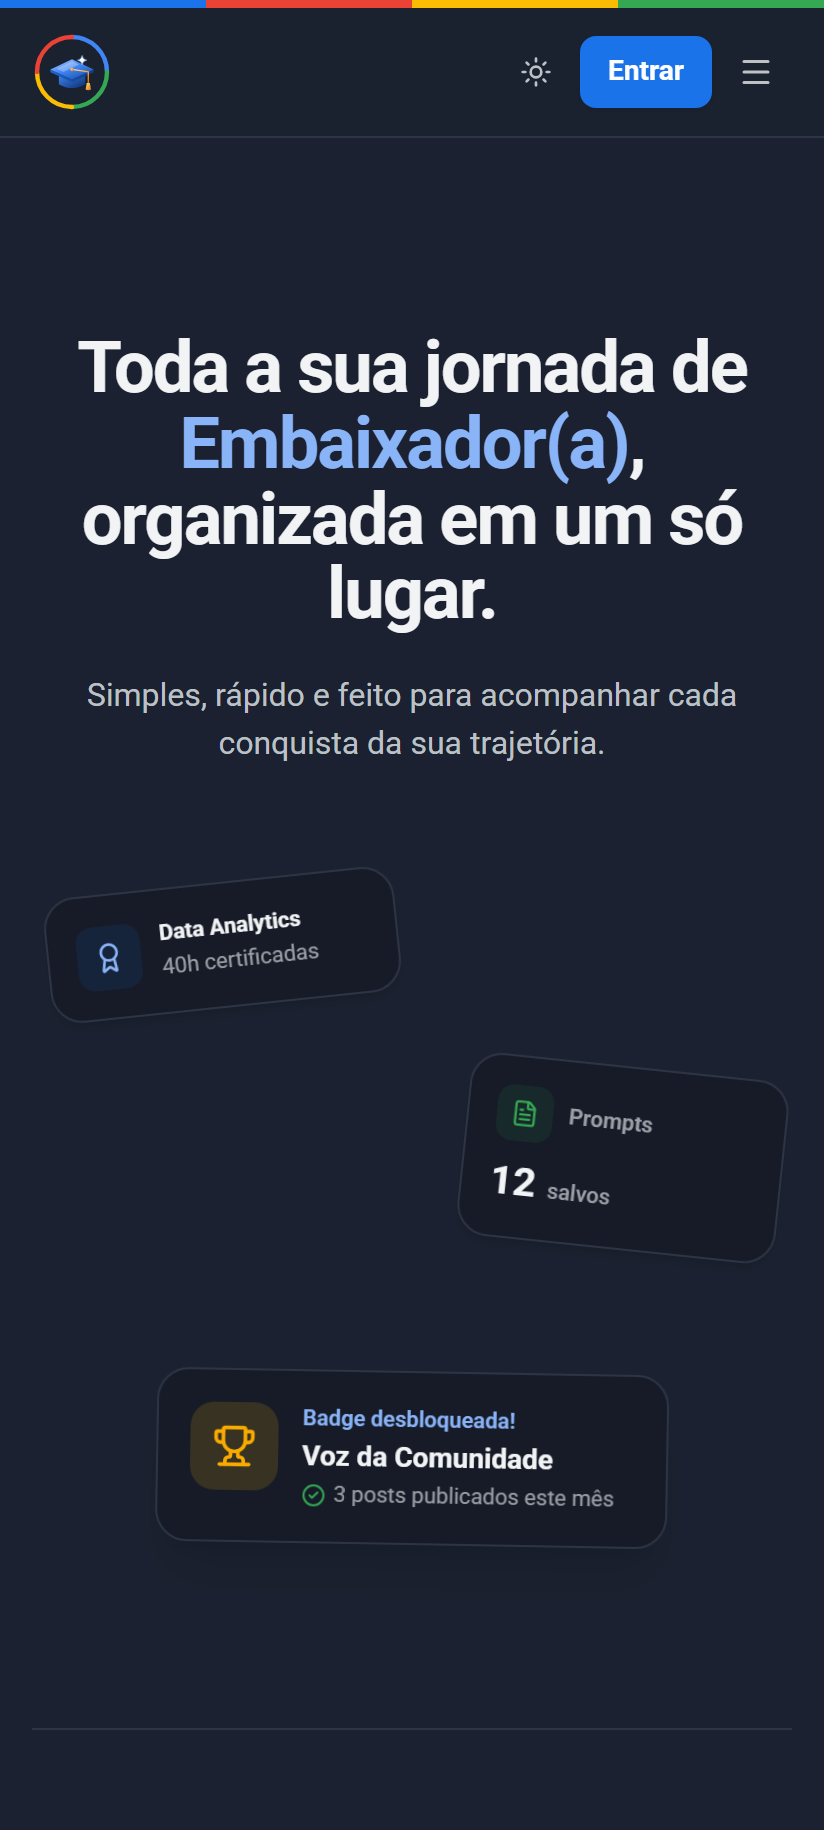 Entrar
Toda a sua jornada de
Embaixador(a),
organizada em um só
lugar.
Simples, rápido e feito para acompanhar cada
conquista da sua trajetória.
Data Analytics
40h certificadas
Prompts
12 salvos
Badge desbloqueada!
Voz da Comunidade
3 posts publicados este mês